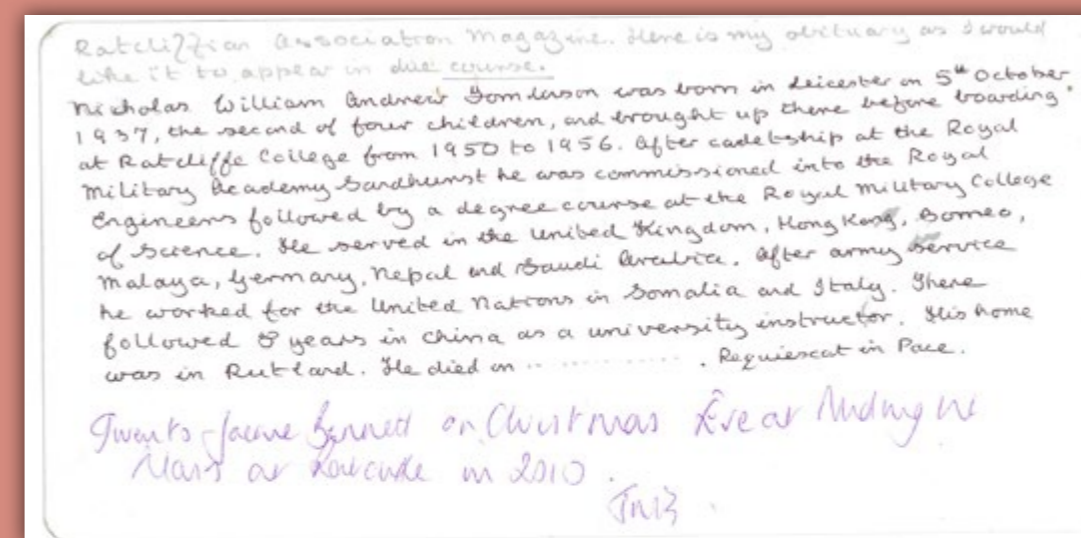 Ratcliffian Association Magazine. Here is my obituary as I would
like it to appear in due course.
Nicholas William Andrew Tomlinson was born in Leicester on 5th October
1937, the second of four children, and brought up there before boarding
at Ratcliffe College from 1950 to 1956. After cadetship at the Royal
Military Academy Sandhurst he was commissioned into the Royal
Engineers followed by a degree course at the Royal Military College
of Science. He served in the United Kingdom, Hong Kong, Borneo,
Malaya, Germany, Nepal and Saudi Arabia. After army service
he worked for the United Nations in Somalia and Italy. There
followed 8 years in China as a university instructor. His home
was in Rutland. He died on .............. . Requiescat in Pace.
Bennett on Christmas Eve at Midnight
Mass at Ratcliffe in 2010.